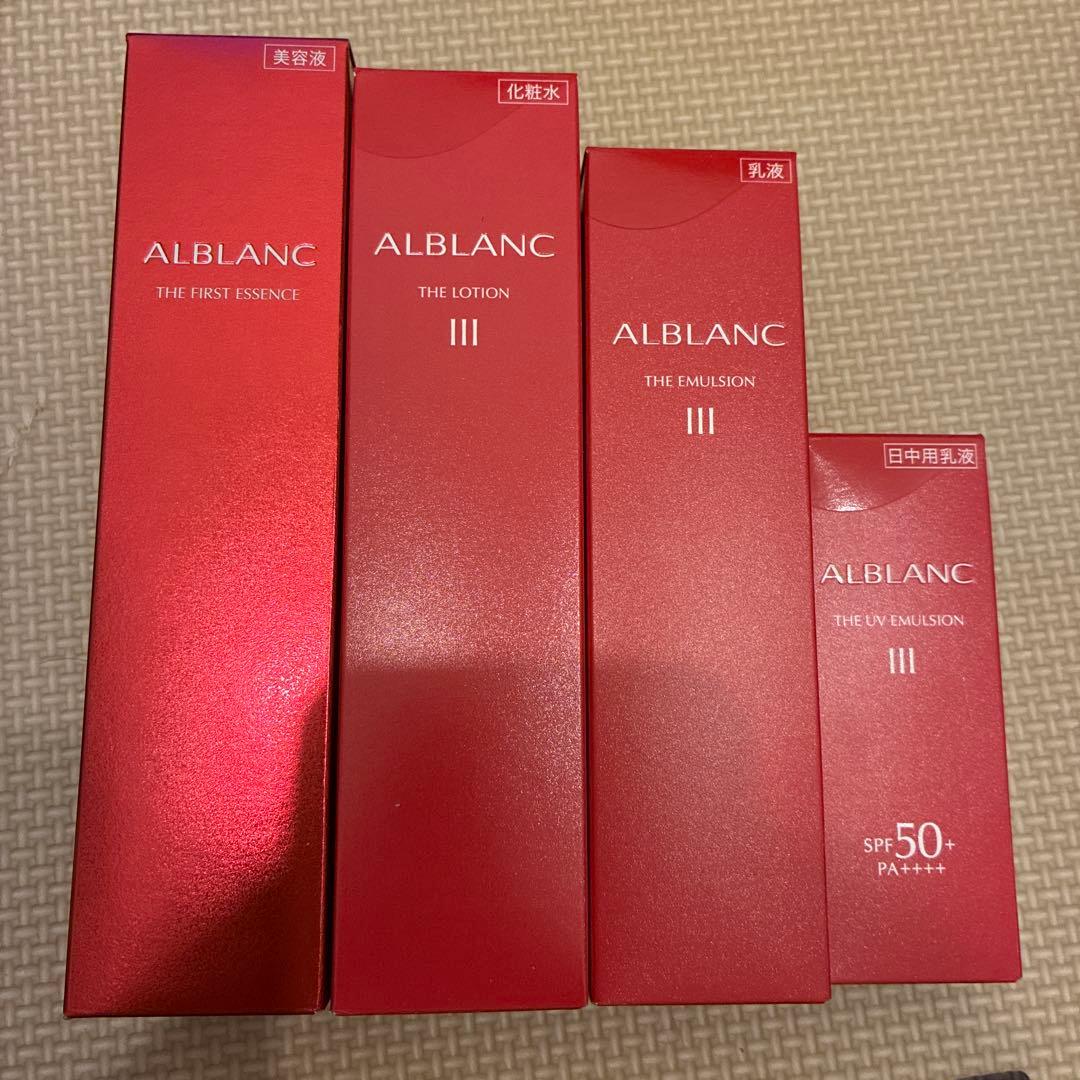 美容液
ALBLANC
THE FIRST ESSENCE
化粧水
ALBLANC
THE LOTION
III
乳液
ALBLANC
THE EMULSION
III
日中用乳液
ALBLANC
THE UV EMULSION
III
SPF50+
PA++++